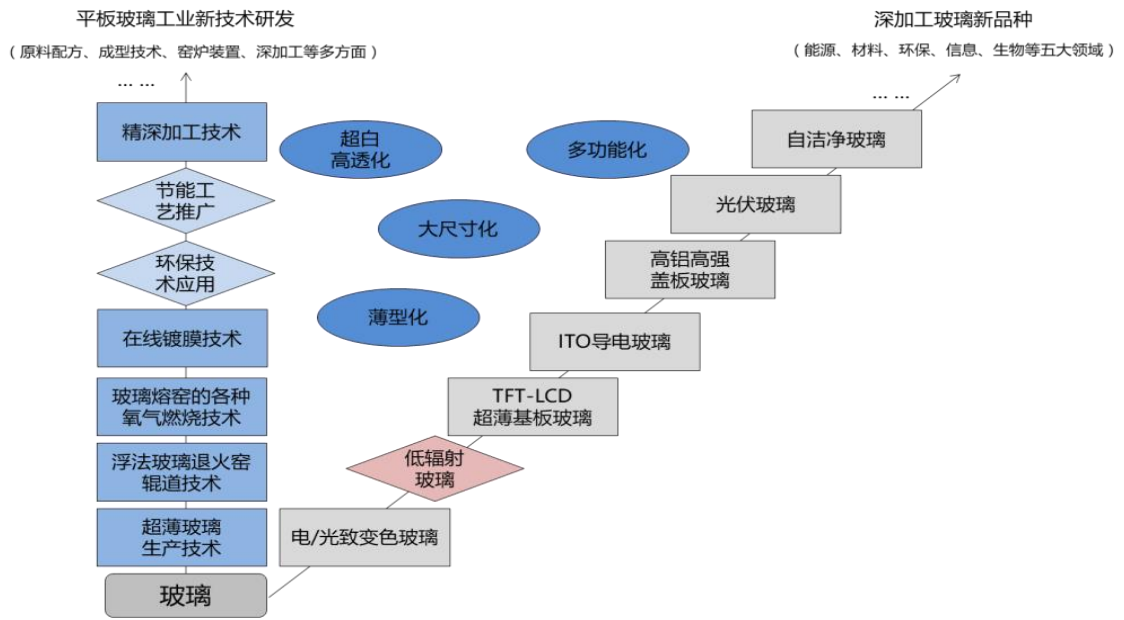 平板玻璃工业新技术研发
（原料配方、成型技术、窑炉装置、深加工等多方面）
... ...
深加工玻璃新品种
（能源、材料、环保、信息、生物等五大领域）
... ...
精深加工技术
节能工
艺推广
环保技
术应用
在线镀膜技术
玻璃熔窑的各种
氧气燃烧技术
浮法玻璃退火窑
辊道技术
超薄玻璃
生产技术
玻璃
超白
高透化
多功能化
大尺寸化
薄型化
自洁净玻璃
光伏玻璃
高铝高强
盖板玻璃
ITO导电玻璃
TFT-LCD
超薄基板玻璃
低辐射
玻璃
电/光致变色玻璃